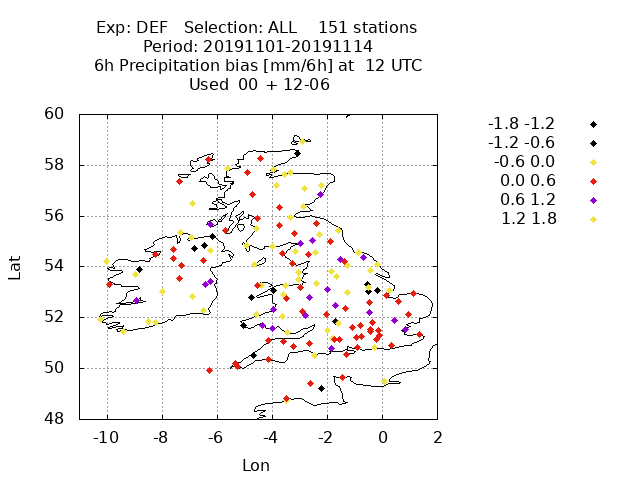 Exp: DEF Selection: ALL 151 stations
Period: 20191101-20191114
6h Precipitation bias [mm/6h] at 12 UTC
Used 00 + 12-06
-1.8 -1.2
-1.2 -0.6
-0.6 0.0
0.0 0.6
0.6 1.2
1.2 1.8
60
58
56
54
52
50
48
Lat
-10 -8 -6 -4 -2 0 2
Lon